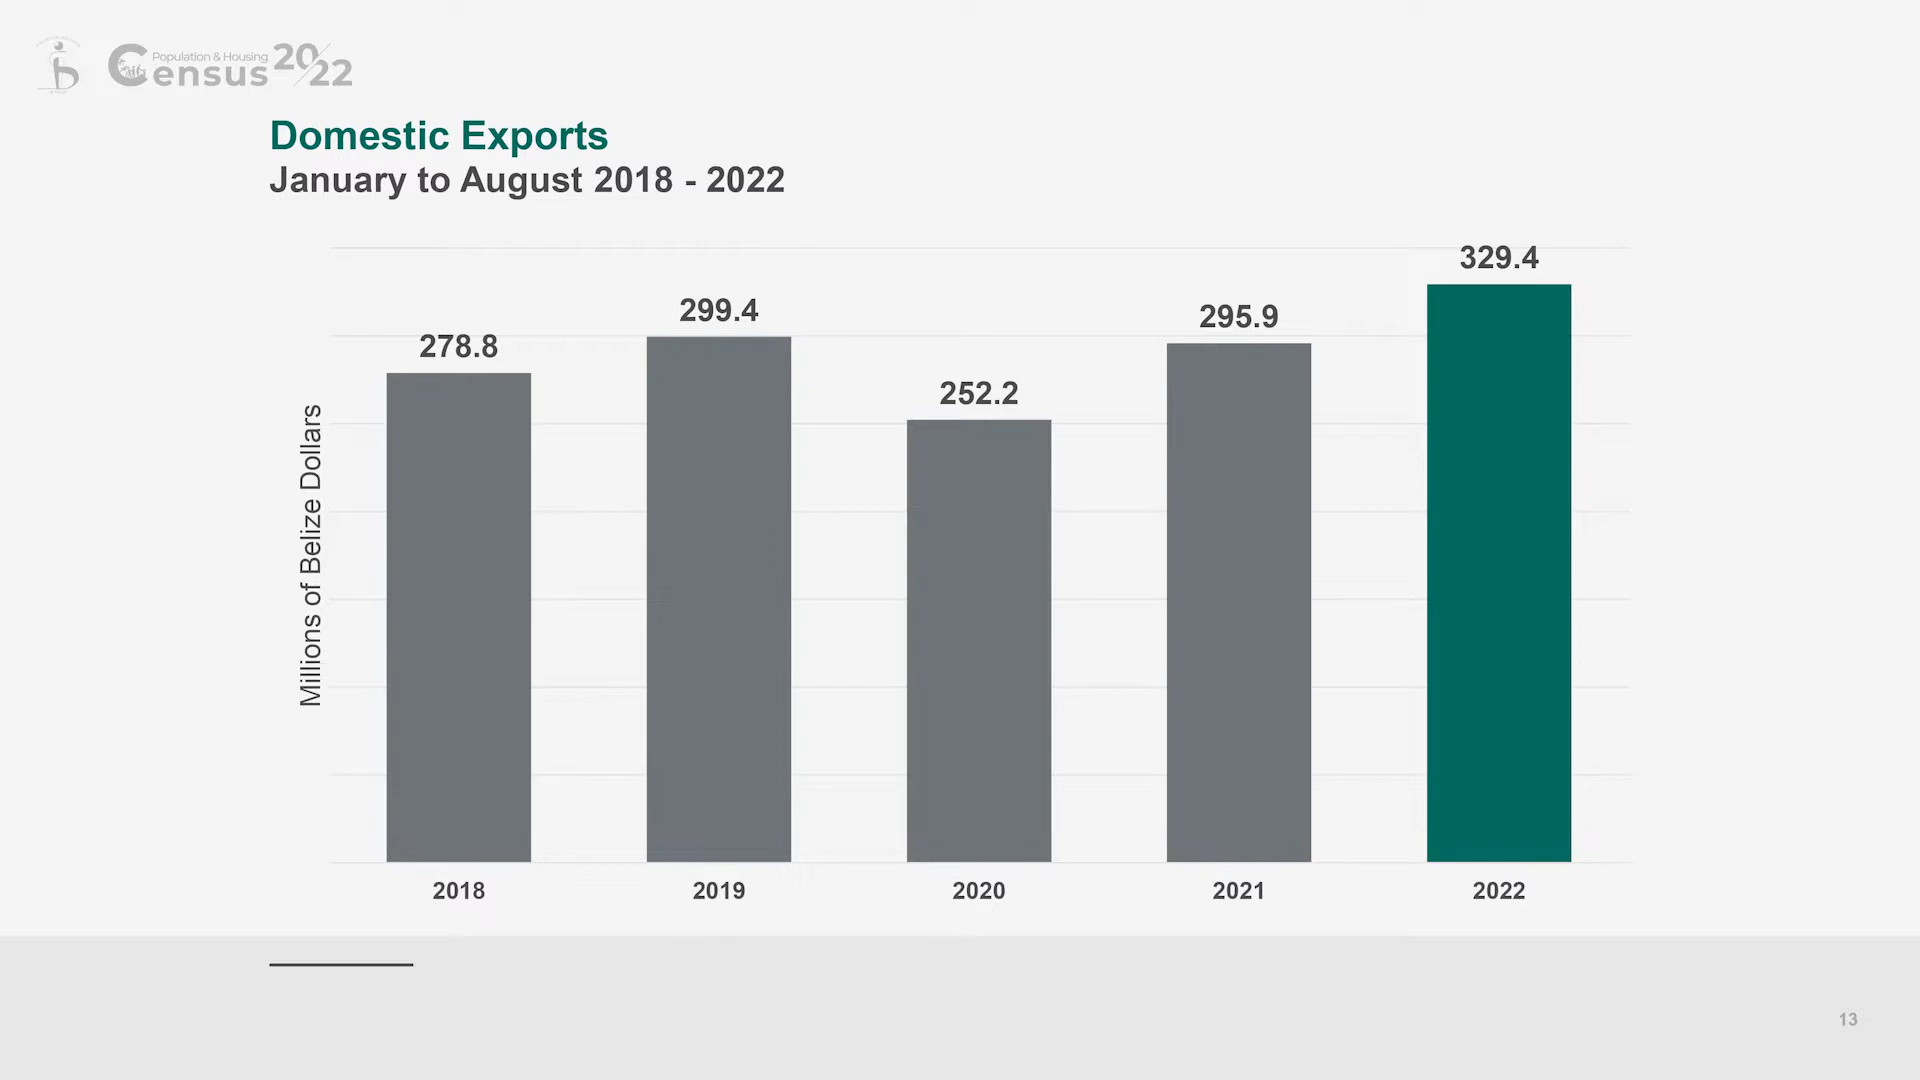 Population & Housing
Census 2022
Domestic Exports
January to August 2018 - 2022
Millions of Belize Dollars
278.8
299.4
252.2
295.9
329.4
2018
2019
2020
2021
2022
13